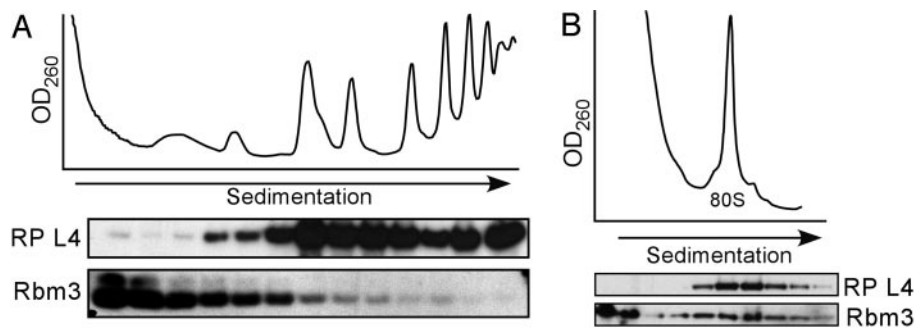 A
OD260
Sedimentation
RP L4
Rbm3
B
OD260
80S
Sedimentation
RP L4
Rbm3